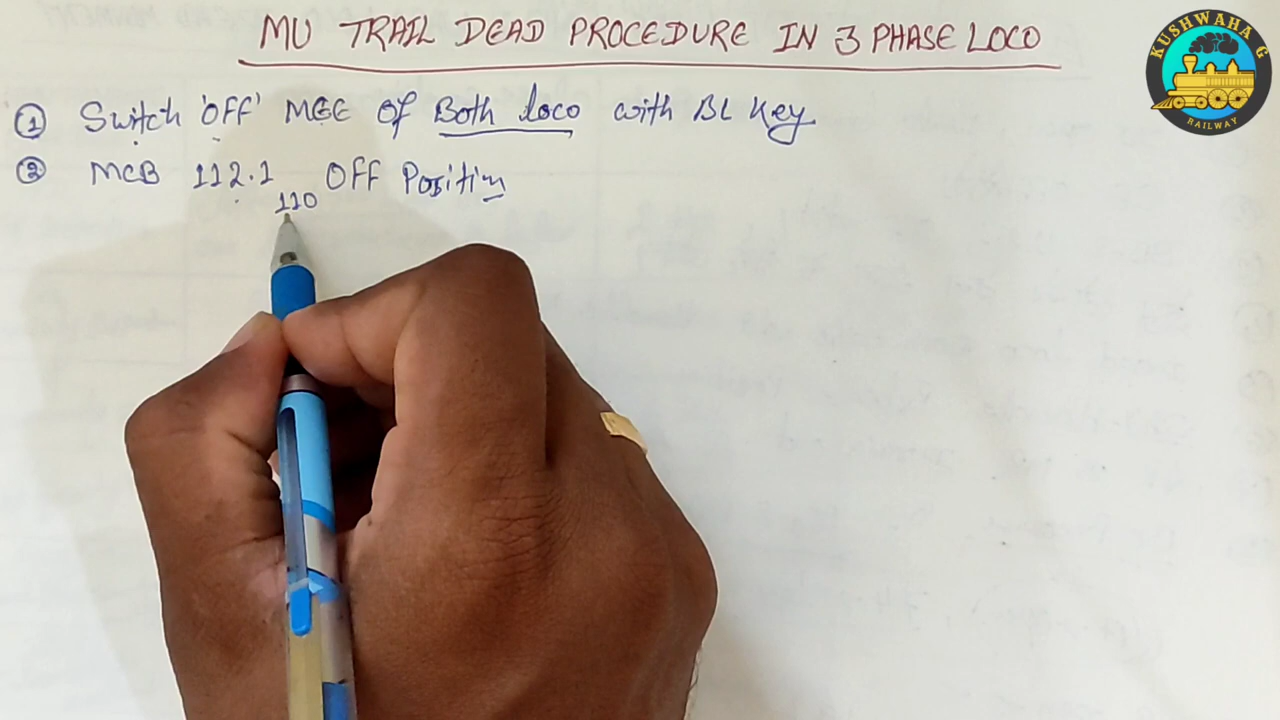 MU TRAIL DEAD PROCEDURE IN 3 PHASE LOCO
① Switch 'OFF' MCE Of Both loco with BL Key
② MCB 112.1 OFF Position
110
KUSHWAHA G
RAILWAY